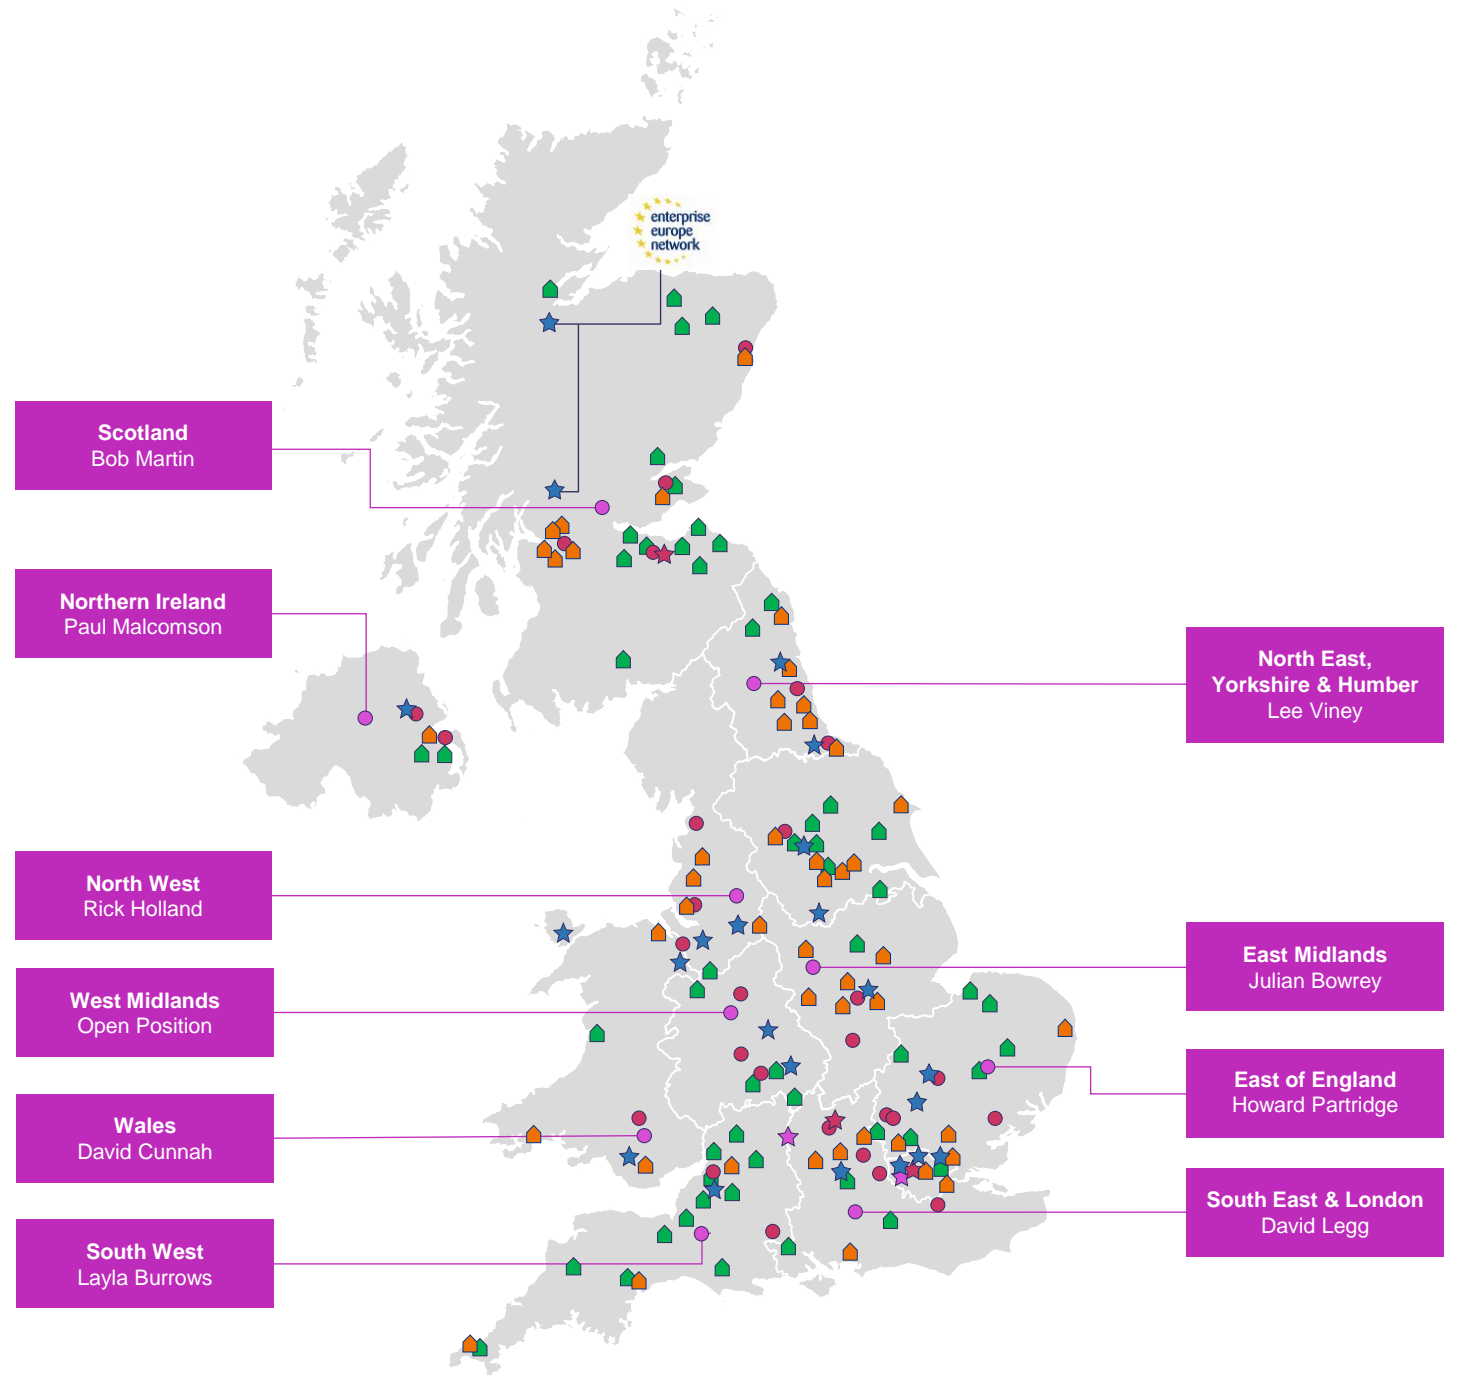 enterprise
europe
network
Scotland
Bob Martin
Northern Ireland
Paul Malcomson
North East,
Yorkshire & Humber
Lee Viney
North West
Rick Holland
East Midlands
Julian Bowrey
West Midlands
Open Position
East of England
Howard Partridge
Wales
David Cunnah
South East & London
David Legg
South West
Layla Burrows